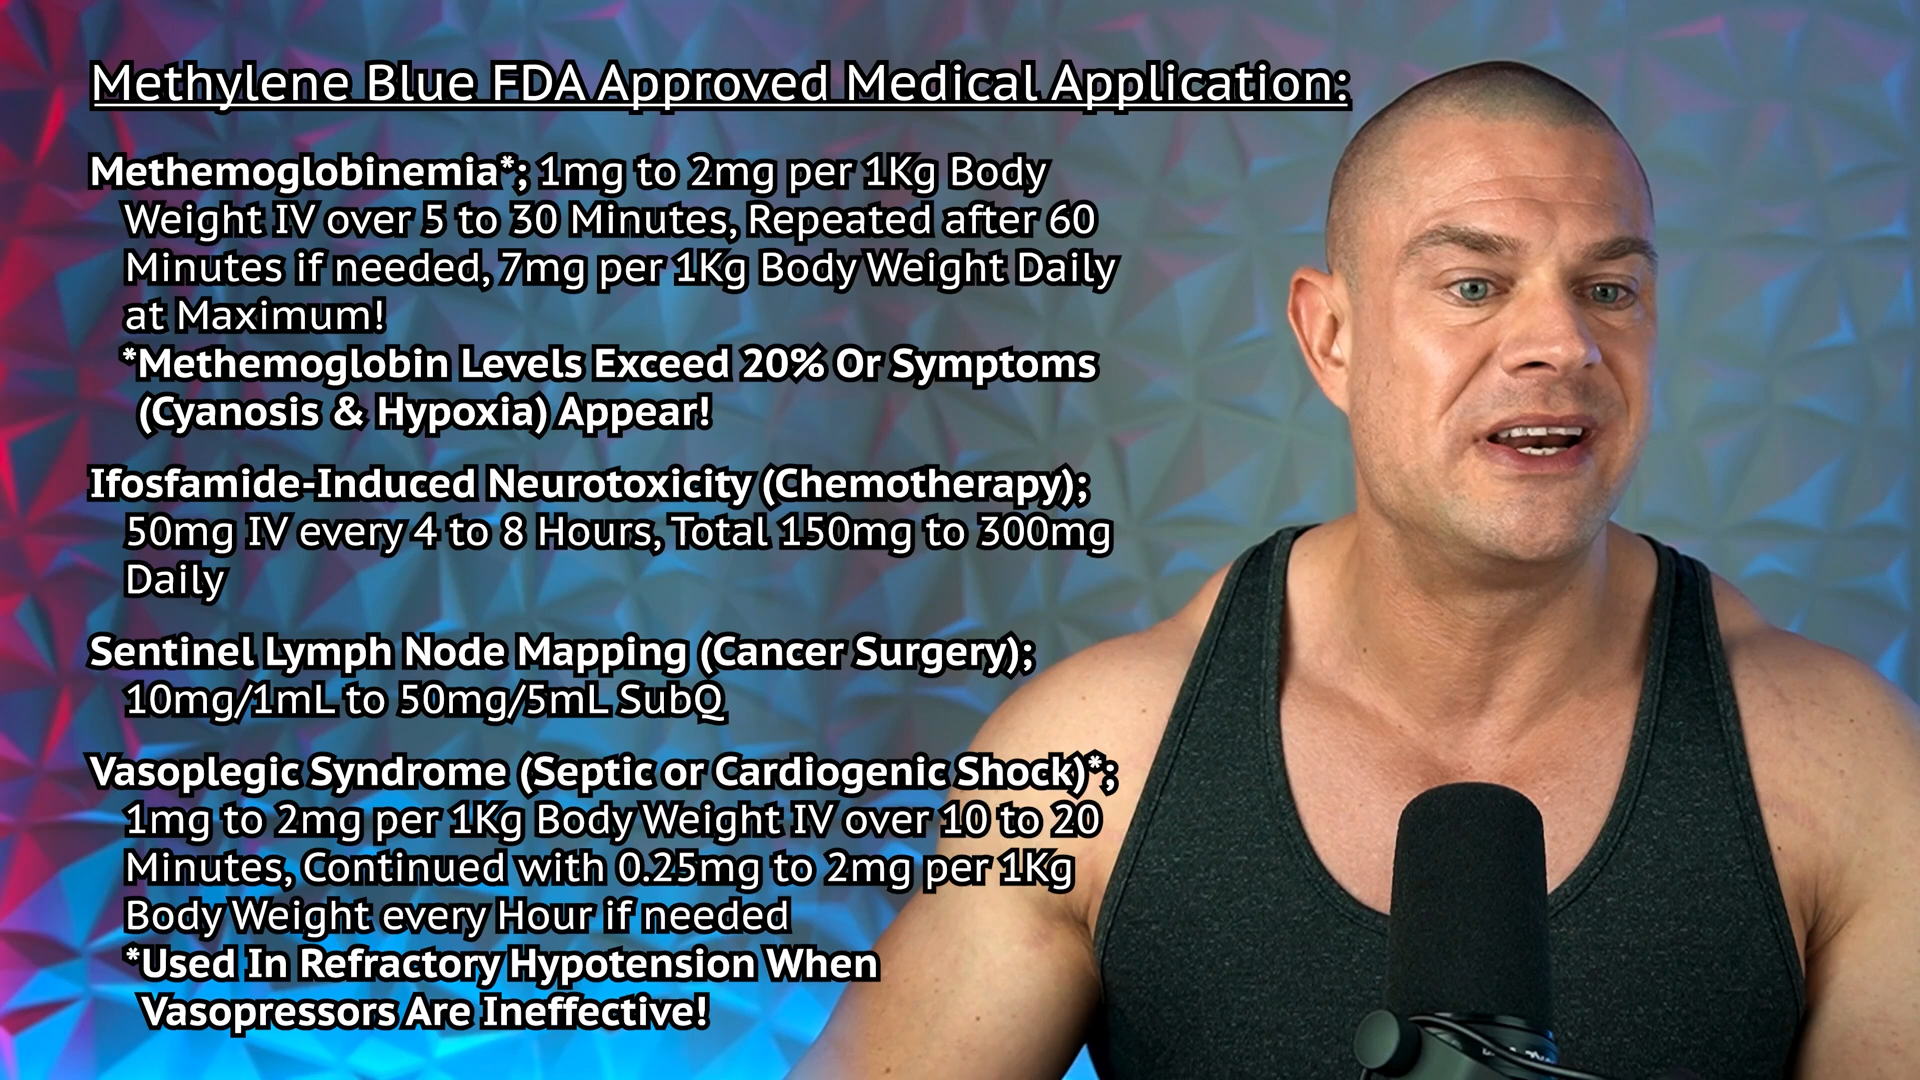 Methylene Blue FDA Approved Medical Application:
Methemoglobinemia*; 1mg to 2mg per 1Kg Body
Weight IV over 5 to 30 Minutes, Repeated after 60
Minutes if needed, 7mg per 1Kg Body Weight Daily
at Maximum!
*Methemoglobin Levels Exceed 20% Or Symptoms
(Cyanosis & Hypoxia) Appear!
Ifosfamide-Induced Neurotoxicity (Chemotherapy);
50mg IV every 4 to 8 Hours, Total 150mg to 300mg
Daily
Sentinel Lymph Node Mapping (Cancer Surgery);
10mg/1mL to 50mg/5mL SubQ
Vasoplegic Syndrome (Septic or Cardiogenic Shock)*;
1mg to 2mg per 1Kg Body Weight IV over 10 to 20
Minutes, Continued with 0.25mg to 2mg per 1Kg
Body Weight every Hour if needed
*Used In Refractory Hypotension When
Vasopressors Are Ineffective!